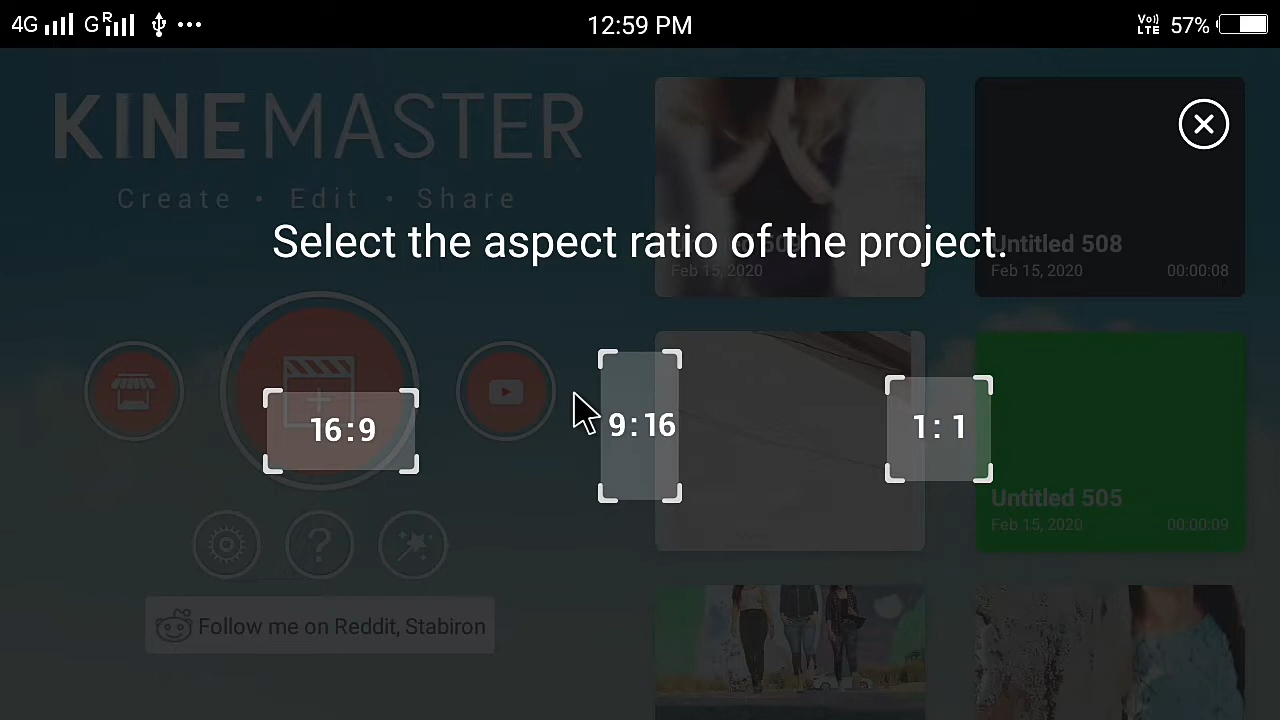 4G G R 12:59 PM Vo)) LTE 57%
KINEMASTER
Create • Edit • Share
Select the aspect ratio of the project.
Feb 15, 2020
Untitled 508
Feb 15, 2020 00:00:08
16:9
9:16
1:1
Untitled 505
Feb 15, 2020 00:00:09
?
Follow me on Reddit, Stabiron